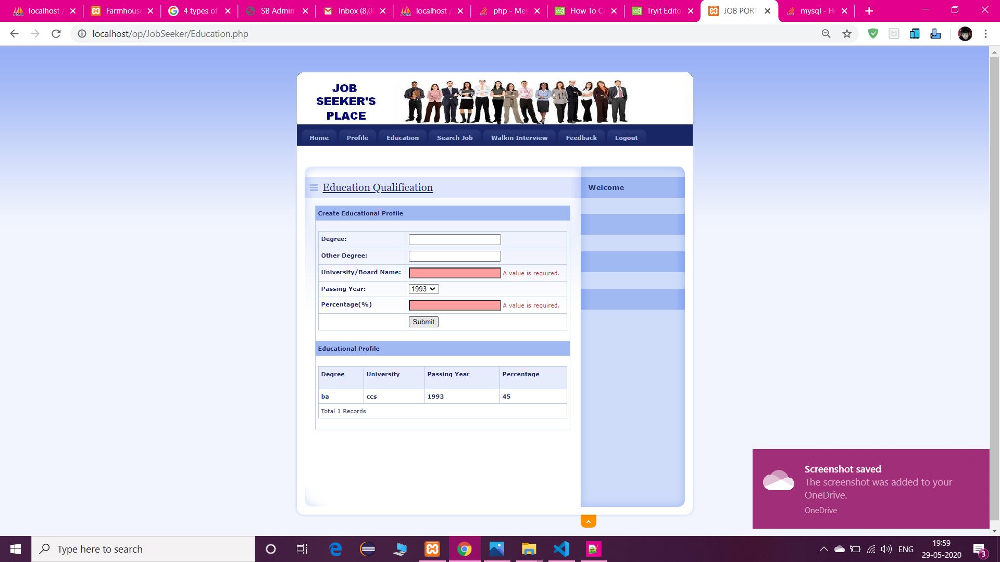 localhost /
Farmhouse
4 types of
SB Admin
Inbox (8,0
localhost /
php - Mes
How To Cr
Tryit Edito
JOB PORT
mysql - H
localhost/op/JobSeeker/Education.php
JOB
SEEKER'S
PLACE
Home Profile Education Search Job Walkin Interview Feedback Logout
Education Qualification
Welcome
Create Educational Profile
Degree:
Other Degree:
University/Board Name: A value is required.
Passing Year: 1993
Percentage(%) A value is required.
Submit
Educational Profile
Degree University Passing Year Percentage
ba ccs 1993 45
Total 1 Records
Screenshot saved
The screenshot was added to your
OneDrive.
OneDrive
Type here to search
ENG
19:59
29-05-2020
3